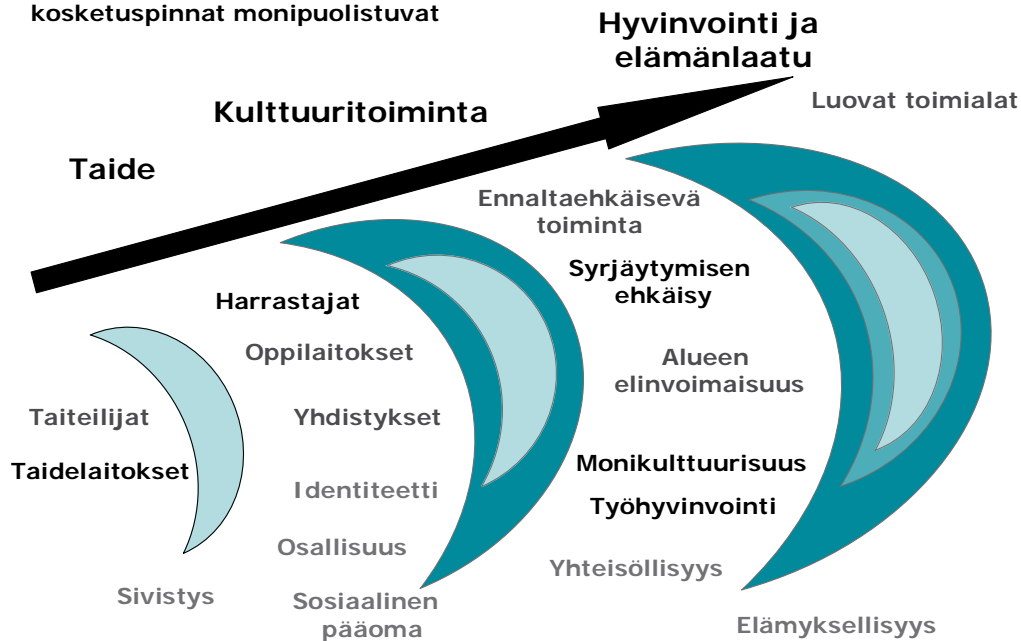 kosketuspinnat monipuolistuvat
Hyvinvointi ja
elämänlaatu
Luovat toimialat
Kulttuuritoiminta
Taide
Ennaltaehkäisevä
toiminta
Syrjäytymisen
ehkäisy
Harrastajat
Oppilaitokset
Alueen
elinvoimaisuus
Taiteilijat
Yhdistykset
Taidelaitokset
Monikulttuurisuus
Identiteetti
Työhyvinvointi
Osallisuus
Yhteisöllisyys
Sivistys
Sosiaalinen
pääoma
Elämyksellisyys